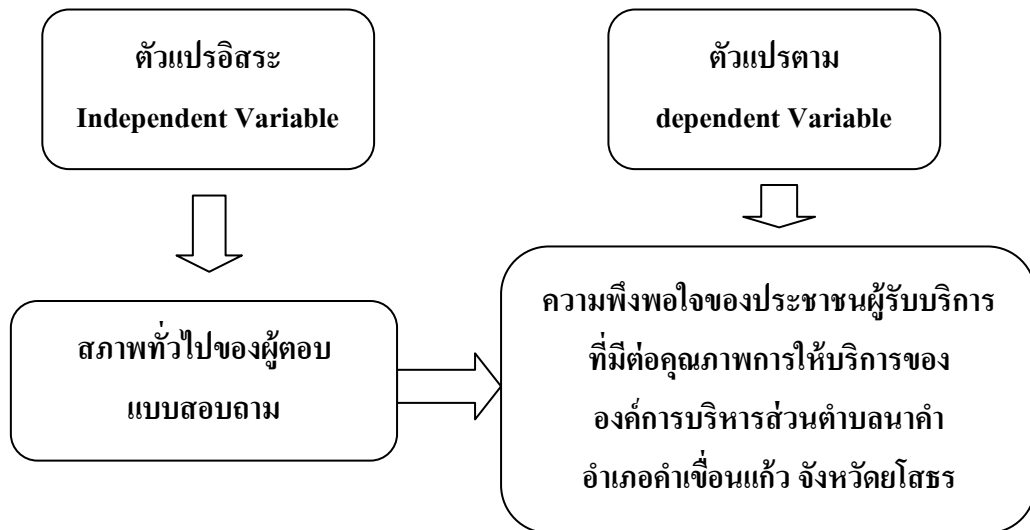 ตัวแปรอิสระ
Independent Variable
ตัวแปรตาม
dependent Variable
สภาพทั่วไปของผู้ตอบ
แบบสอบถาม
ความพึงพอใจของประชาชนผู้รับบริการ
ที่มีต่อคุณภาพการให้บริการของ
องค์การบริหารส่วนตำบลนาคำ
อำเภอคำเขื่อนแก้ว จังหวัดยโสธร